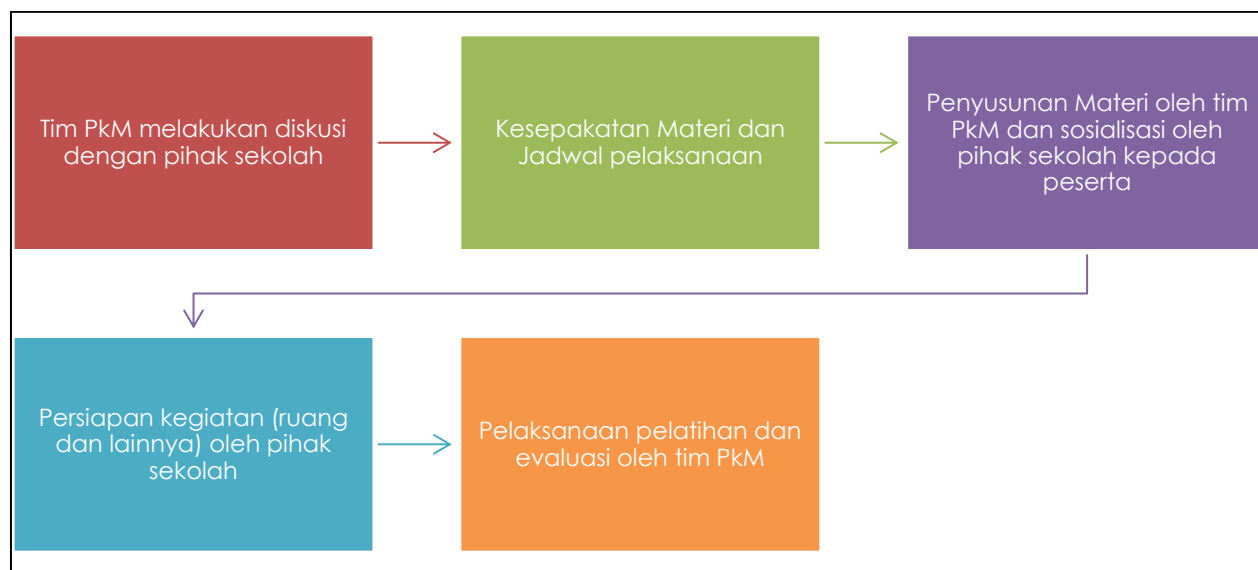 Tim PkM melakukan diskusi
dengan pihak sekolah
Kesepakatan Materi dan
Jadwal pelaksanaan
Penyusunan Materi oleh tim
PkM dan sosialisasi oleh
pihak sekolah kepada
peserta
Persiapan kegiatan (ruang
dan lainnya) oleh pihak
sekolah
Pelaksanaan pelatihan dan
evaluasi oleh tim PkM